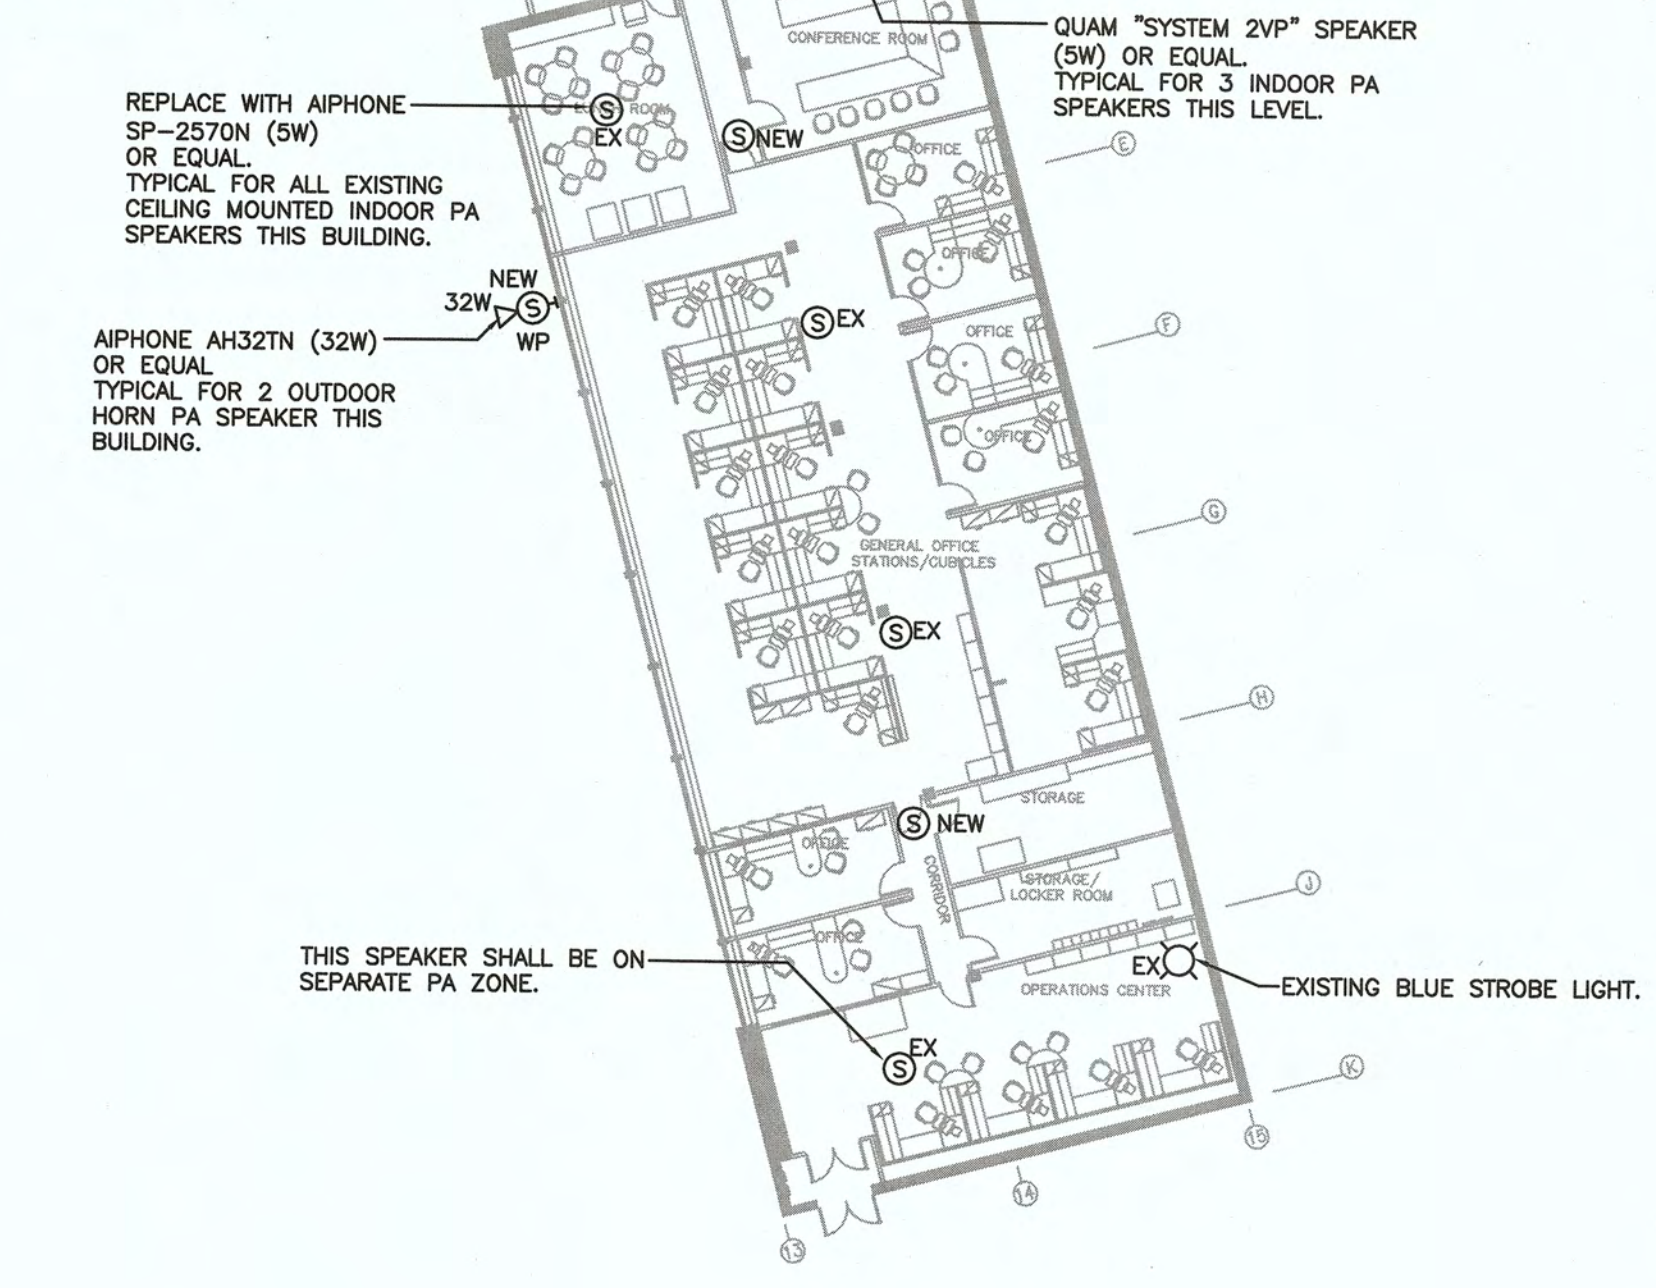 QUAM "SYSTEM 2VP" SPEAKER
(5W) OR EQUAL.
TYPICAL FOR 3 INDOOR PA
SPEAKERS THIS LEVEL.
CONFERENCE ROOM
REPLACE WITH AIPHONE
SP-2570N (5W)
OR EQUAL.
TYPICAL FOR ALL EXISTING
CEILING MOUNTED INDOOR PA
SPEAKERS THIS BUILDING.
S
ROOM
EX
S NEW
OFFICE
E
OFFICE
NEW
32W S
WP
AIPHONE AH32TN (32W)
OR EQUAL
TYPICAL FOR 2 OUTDOOR
HORN PA SPEAKER THIS
BUILDING.
S EX
OFFICE
F
OFFICE
G
GENERAL OFFICE
STATIONS/CUBICLES
S EX
H
STORAGE
S NEW
OFFICE
CORRIDOR
STORAGE/
LOCKER ROOM
J
OFFICE
THIS SPEAKER SHALL BE ON
SEPARATE PA ZONE.
EX
OPERATIONS CENTER
EXISTING BLUE STROBE LIGHT.
EX
S
K
15
14
13